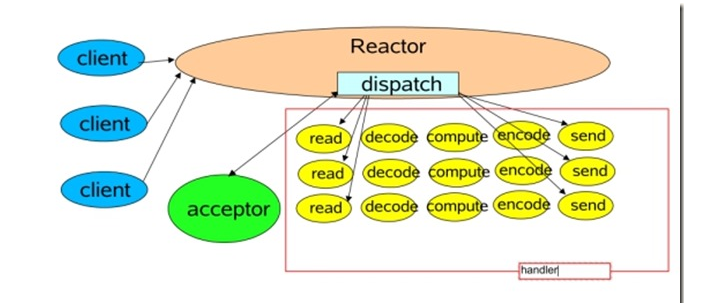 Reactor
client
dispatch
client
read decode compute encode send
read decode compute encode send
client
acceptor
read decode compute encode send
handler